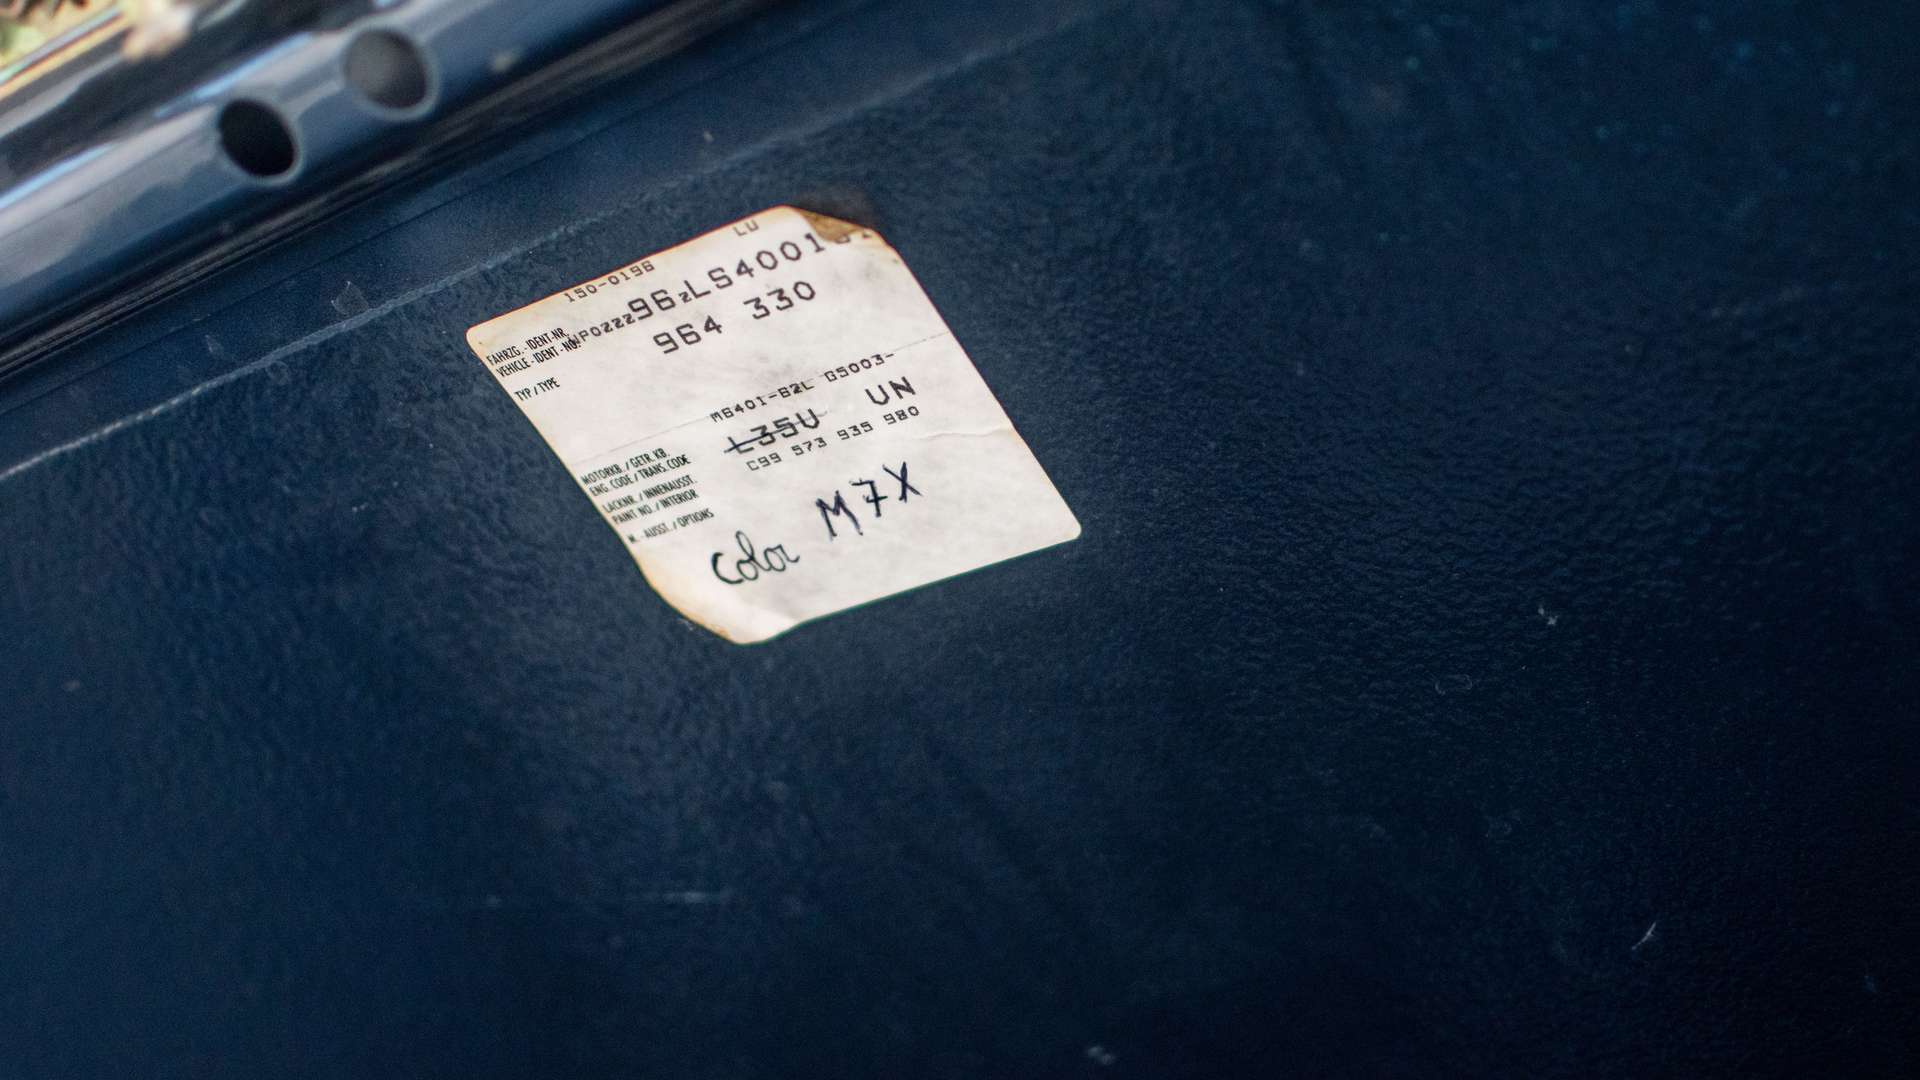 150-0198 LU
FAHRZG.-IDENT-NR. WP0ZZZ96ZLS4001
VEHICLE-IDENT-NO.
TYP/TYPE 964 330
MOTORKB./GETR.KB. M6401-62L G5003-
ENG.CODE/TRANS.CODE
LACKNR./INNENAUSST. L35U UN
PAINT NO./INTERIOR
M.-AUSST./OPTIONS C99 573 935 980
Color M7X